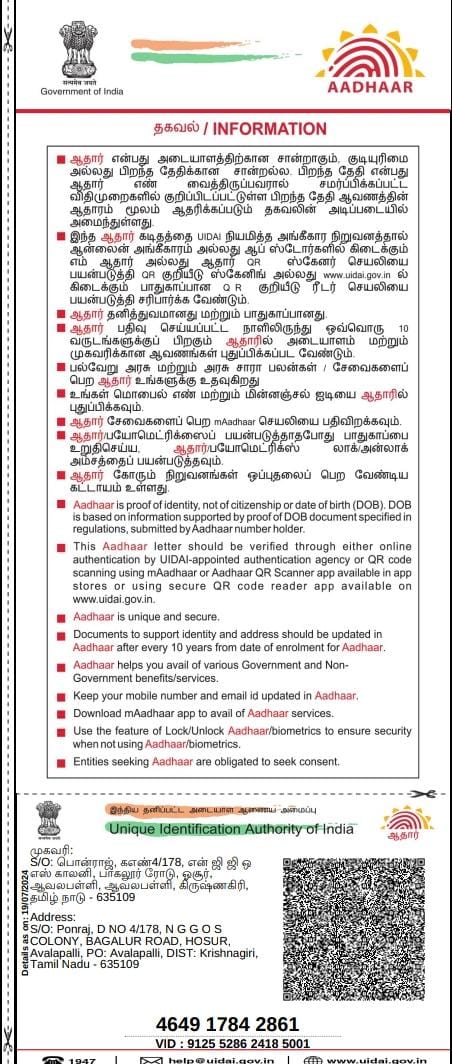 सत्यमेव जयते
Government of India
AADHAAR
தகவல் / INFORMATION
ஆதார் என்பது அடையாளத்திற்கான சான்றாகும், குடியுரிமை
அல்லது பிறந்த தேதிக்கான சான்றல்ல. பிறந்த தேதி என்பது
ஆதார் எண் வைத்திருப்பவரால் சமர்ப்பிக்கப்பட்ட
விதிமுறைகளில் குறிப்பிடப்பட்டுள்ள பிறந்த தேதி ஆவணத்தின்
ஆதாரம் மூலம் ஆதரிக்கப்படும் தகவலின் அடிப்படையில்
அமைந்துள்ளது.
இந்த ஆதார் கடிதத்தை UIDAI நியமித்த அங்கீகார நிறுவனத்தால்
ஆன்லைன் அங்கீகாரம் அல்லது ஆப் ஸ்டோர்களில் கிடைக்கும்
எம் ஆதார் அல்லது ஆதார் QR ஸ்கேனர் செயலியை
பயன்படுத்தி QR குறியீடு ஸ்கேனிங் அல்லது www.uidai.gov.in ல்
கிடைக்கும் பாதுகாப்பான Q R குறியீடு ரீடர் செயலியை
பயன்படுத்தி சரிபார்க்க வேண்டும்.
ஆதார் தனித்துவமானது மற்றும் பாதுகாப்பானது.
ஆதார் பதிவு செய்யப்பட்ட நாளிலிருந்து ஒவ்வொரு 10
வருடங்களுக்குப் பிறகும் ஆதாரில் அடையாளம் மற்றும்
முகவரிக்கான ஆவணங்கள் புதுப்பிக்கப்பட வேண்டும்.
பல்வேறு அரசு மற்றும் அரசு சாரா பலன்கள் / சேவைகளைப்
பெற ஆதார் உங்களுக்கு உதவுகிறது
உங்கள் மொபைல் எண் மற்றும் மின்னஞ்சல் ஐடியை ஆதாரில்
புதுப்பிக்கவும்.
ஆதார் சேவைகளைப் பெற mAadhaar செயலியை பதிவிறக்கவும்.
ஆதார்/பயோமெட்ரிக்ஸைப் பயன்படுத்தாதபோது பாதுகாப்பை
உறுதிசெய்ய, ஆதார்/பயோமெட்ரிக்ஸ் லாக்/அன்லாக்
அம்சத்தைப் பயன்படுத்தவும்.
ஆதார் கோரும் நிறுவனங்கள் ஒப்புதலைப் பெற வேண்டிய
கட்டாயம் உள்ளது.
Aadhaar is proof of identity, not of citizenship or date of birth (DOB). DOB
is based on information supported by proof of DOB document specified in
regulations, submitted by Aadhaar number holder.
This Aadhaar letter should be verified through either online
authentication by UIDAI-appointed authentication agency or QR code
scanning using mAadhaar or Aadhaar QR Scanner app available in app
stores or using secure QR code reader app available on
www.uidai.gov.in.
Aadhaar is unique and secure.
Documents to support identity and address should be updated in
Aadhaar after every 10 years from date of enrolment for Aadhaar.
Aadhaar helps you avail of various Government and Non-
Government benefits/services.
Keep your mobile number and email id updated in Aadhaar.
Download mAadhaar app to avail of Aadhaar services.
Use the feature of Lock/Unlock Aadhaar/biometrics to ensure security
when not using Aadhaar/biometrics.
Entities seeking Aadhaar are obligated to seek consent.
இந்திய தனிப்பட்ட அடையாள ஆணைய அமைப்பு
Unique Identification Authority of India
ஆதார்
Details as on: 19/07/2024
முகவரி:
S/O: பொன்ராஜ், கஎண்4/178, என் ஜி ஜி ஓ
எஸ் காலனி, பாகலூர் ரோடு, ஓசூர்,
ஆவலபள்ளி, ஆவலபள்ளி, கிருஷ்ணகிரி,
தமிழ் நாடு - 635109
Address:
S/O: Ponraj, D NO 4/178, N G G O S
COLONY, BAGALUR ROAD, HOSUR,
Avalapalli, PO: Avalapalli, DIST: Krishnagiri,
Tamil Nadu - 635109
4649 1784 2861
VID : 9125 5286 2418 5001
1947
help@uidai.gov.in
www.uidai.gov.in